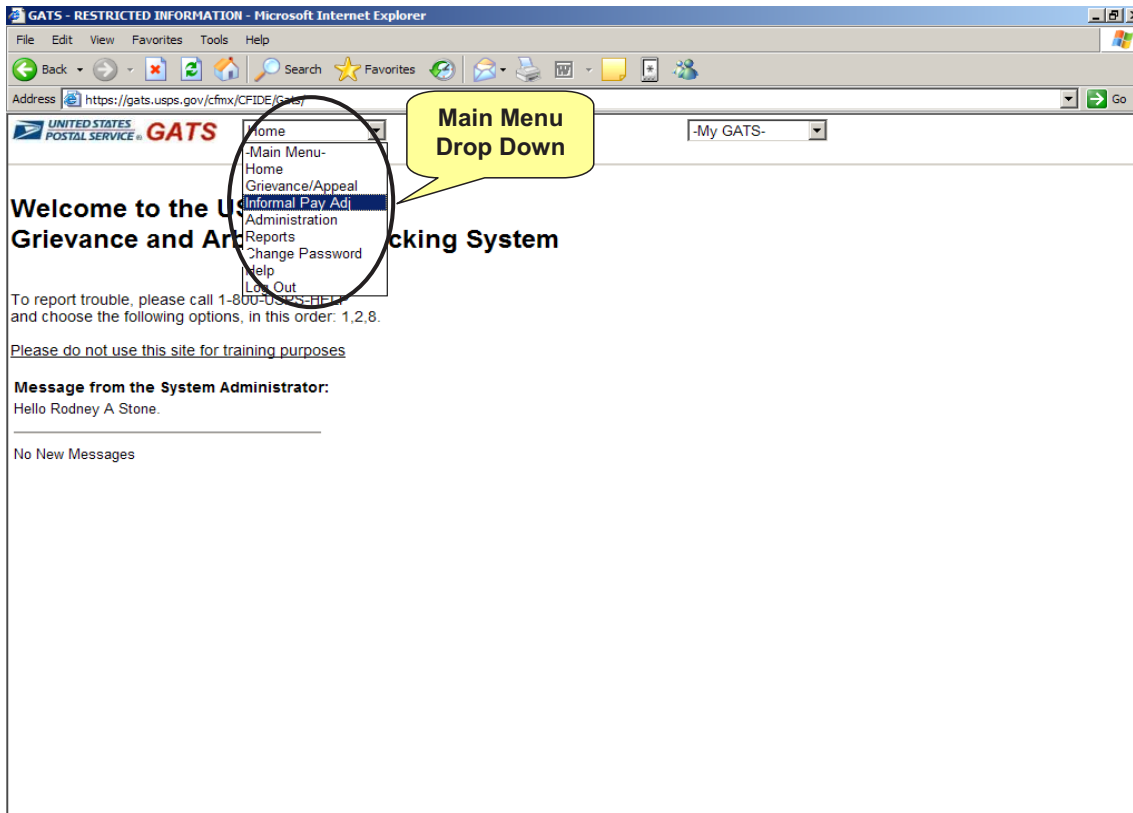 GATS - RESTRICTED INFORMATION - Microsoft Internet Explorer
File Edit View Favorites Tools Help
Back Search Favorites
Address https://gats.usps.gov/cfmx/CFIDE/Gats/ Go
UNITED STATES POSTAL SERVICE® GATS Home -My GATS-
Main Menu
Drop Down
-Main Menu-
Home
Grievance/Appeal
Informal Pay Adj
Administration
Reports
Change Password
Help
Log Out
Welcome to the US
Grievance and Ar cking System
To report trouble, please call 1-800-USPS-HELP
and choose the following options, in this order: 1,2,8.
Please do not use this site for training purposes
Message from the System Administrator:
Hello Rodney A Stone.
No New Messages